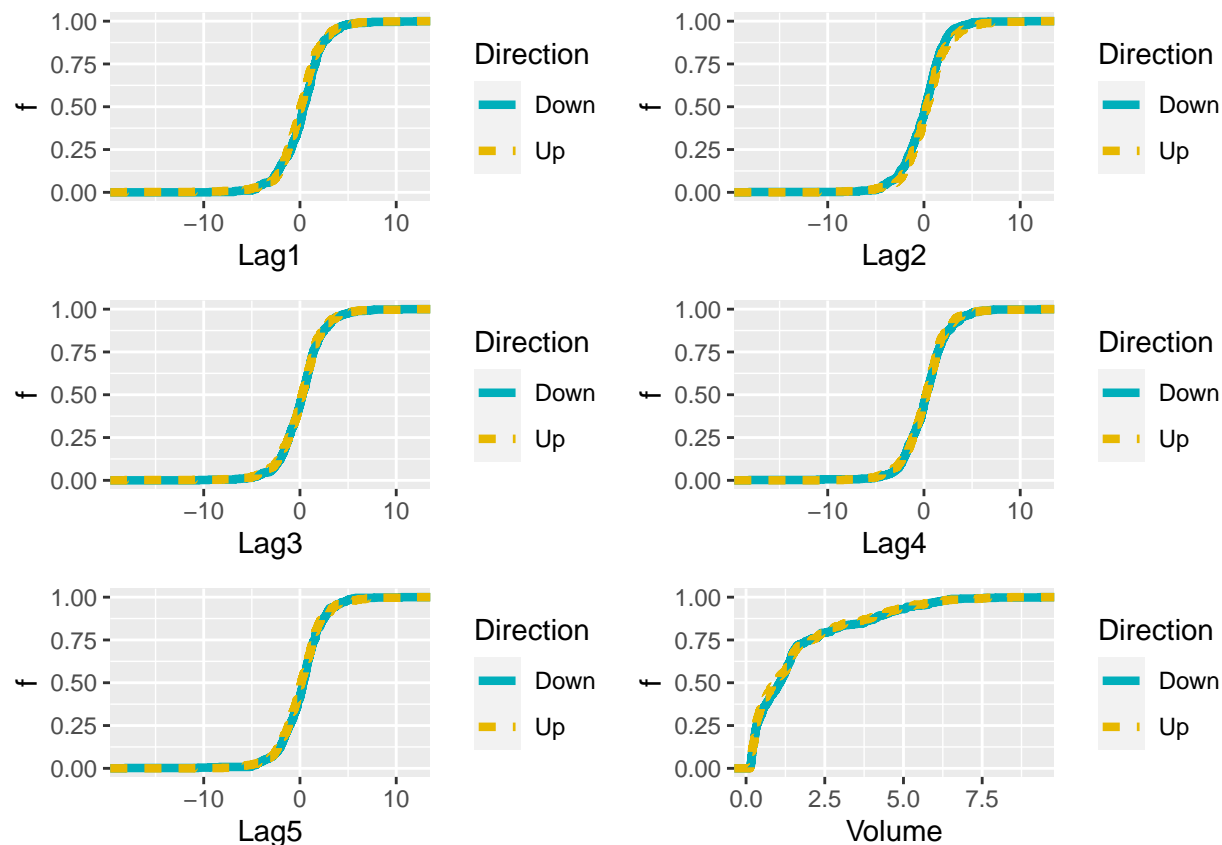 1.00
0.75
0.50
0.25
0.00
f
−10 0 10
Lag1
Direction
Down
Up
1.00
0.75
0.50
0.25
0.00
f
−10 0 10
Lag2
Direction
Down
Up
1.00
0.75
0.50
0.25
0.00
f
−10 0 10
Lag3
Direction
Down
Up
1.00
0.75
0.50
0.25
0.00
f
−10 0 10
Lag4
Direction
Down
Up
1.00
0.75
0.50
0.25
0.00
f
−10 0 10
Lag5
Direction
Down
Up
1.00
0.75
0.50
0.25
0.00
f
0.0 2.5 5.0 7.5
Volume
Direction
Down
Up